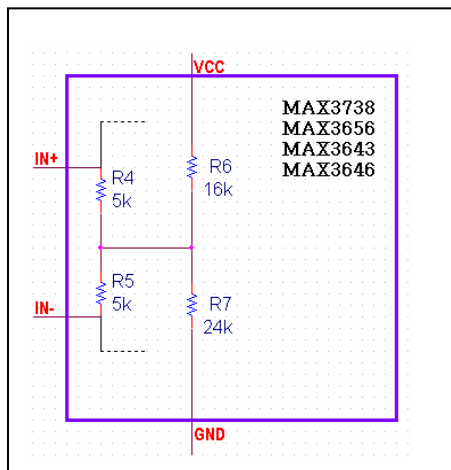 VCC
MAX3738
MAX3656
MAX3643
MAX3646
IN+
R4
5k
R6
16k
R5
5k
R7
24k
IN-
GND